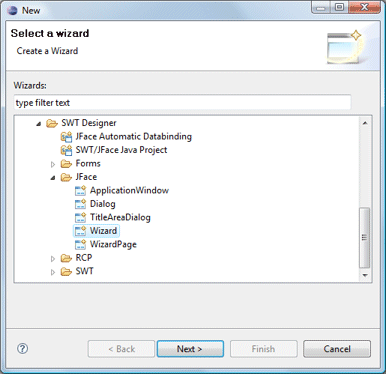 New
Select a wizard
Create a Wizard
Wizards:
type filter text
SWT Designer
JFace Automatic Databinding
SWT/JFace Java Project
Forms
JFace
ApplicationWindow
Dialog
TitleAreaDialog
Wizard
WizardPage
RCP
SWT
? < Back Next > Finish Cancel